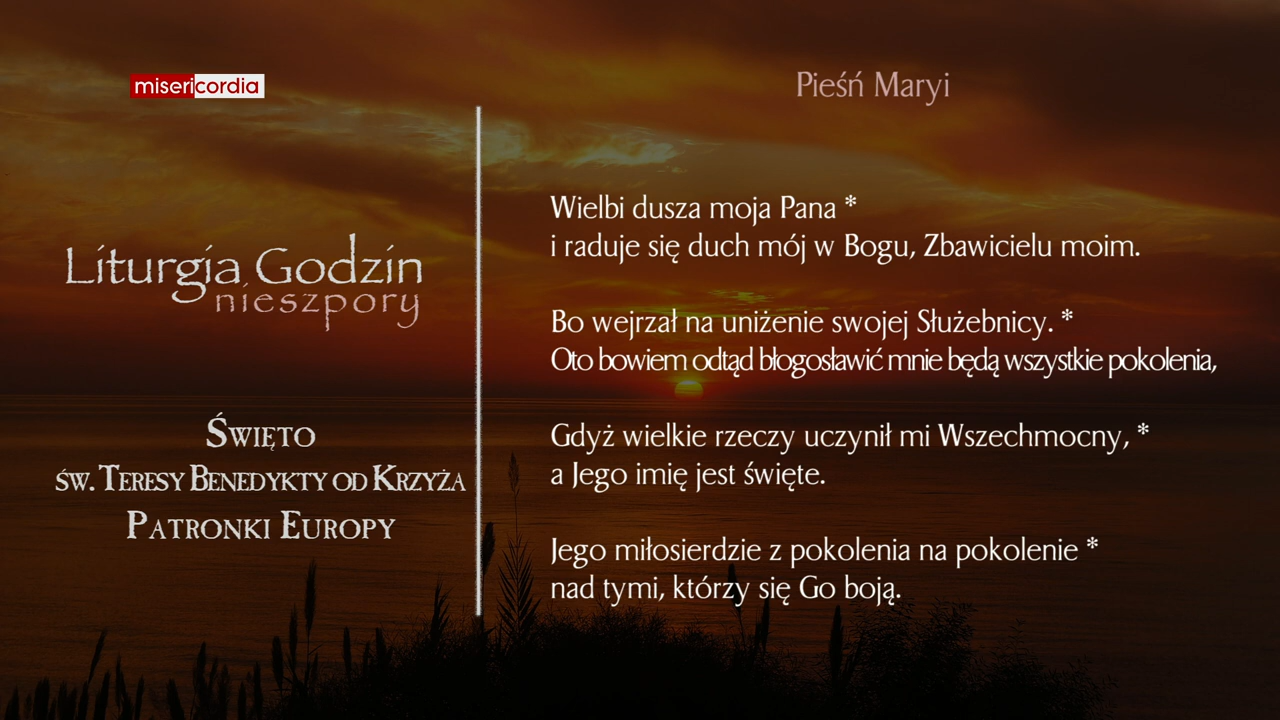 misericordia
Liturgia Godzin
nieszpory
Święto
św. Teresy Benedykty od Krzyża
Patronki Europy
Pieśń Maryi
Wielbi dusza moja Pana *
i raduje się duch mój w Bogu, Zbawicielu moim.
Bo wejrzał na uniżenie swojej Służebnicy. *
Oto bowiem odtąd błogosławić mnie będą wszystkie pokolenia,
Gdyż wielkie rzeczy uczynił mi Wszechmocny, *
a Jego imię jest święte.
Jego miłosierdzie z pokolenia na pokolenie *
nad tymi, którzy się Go boją.